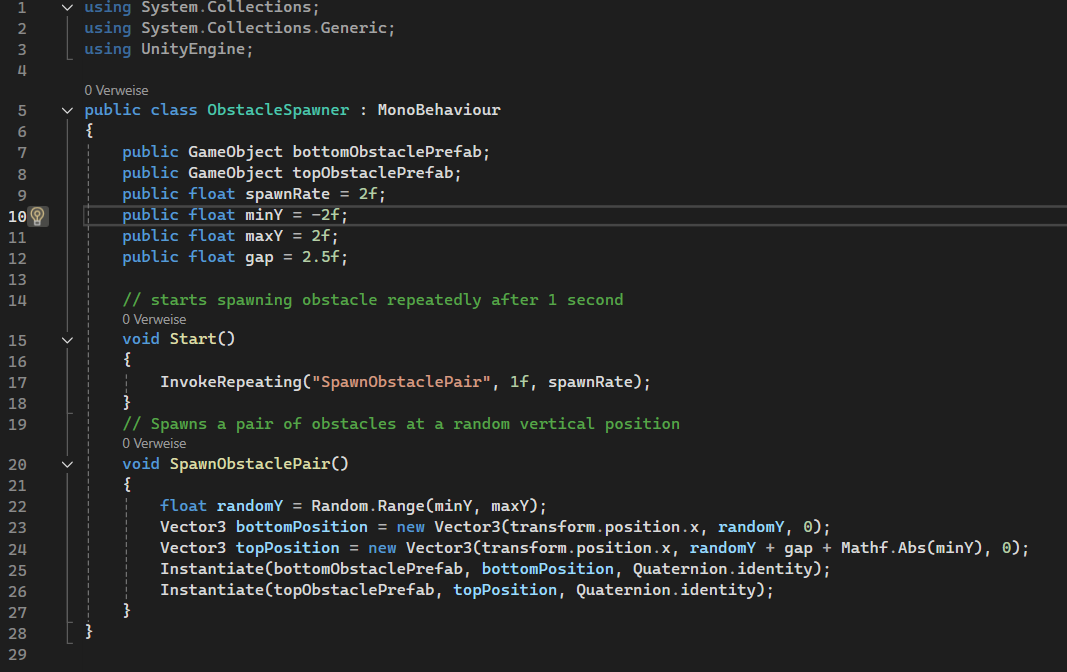 1 using System.Collections;
2 using System.Collections.Generic;
3 using UnityEngine;
4
0 Verweise
5 public class ObstacleSpawner : MonoBehaviour
6 {
7 public GameObject bottomObstaclePrefab;
8 public GameObject topObstaclePrefab;
9 public float spawnRate = 2f;
10 public float minY = -2f;
11 public float maxY = 2f;
12 public float gap = 2.5f;
13
14 // starts spawning obstacle repeatedly after 1 second
0 Verweise
15 void Start()
16 {
17 InvokeRepeating("SpawnObstaclePair", 1f, spawnRate);
18 }
19 // Spawns a pair of obstacles at a random vertical position
0 Verweise
20 void SpawnObstaclePair()
21 {
22 float randomY = Random.Range(minY, maxY);
23 Vector3 bottomPosition = new Vector3(transform.position.x, randomY, 0);
24 Vector3 topPosition = new Vector3(transform.position.x, randomY + gap + Mathf.Abs(minY), 0);
25 Instantiate(bottomObstaclePrefab, bottomPosition, Quaternion.identity);
26 Instantiate(topObstaclePrefab, topPosition, Quaternion.identity);
27 }
28 }
29